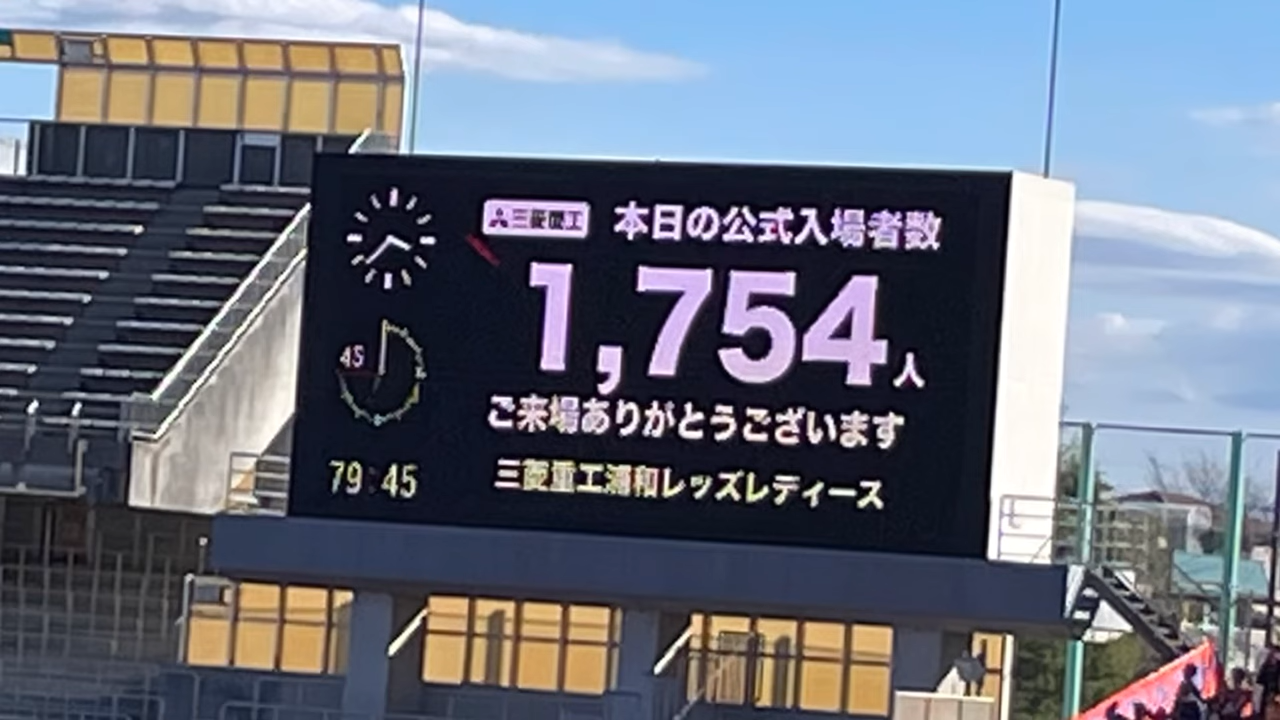 三菱重工 本日の公式入場者数
1,754人
ご来場ありがとうございます
三菱重工浦和レッズレディース
45
79:45